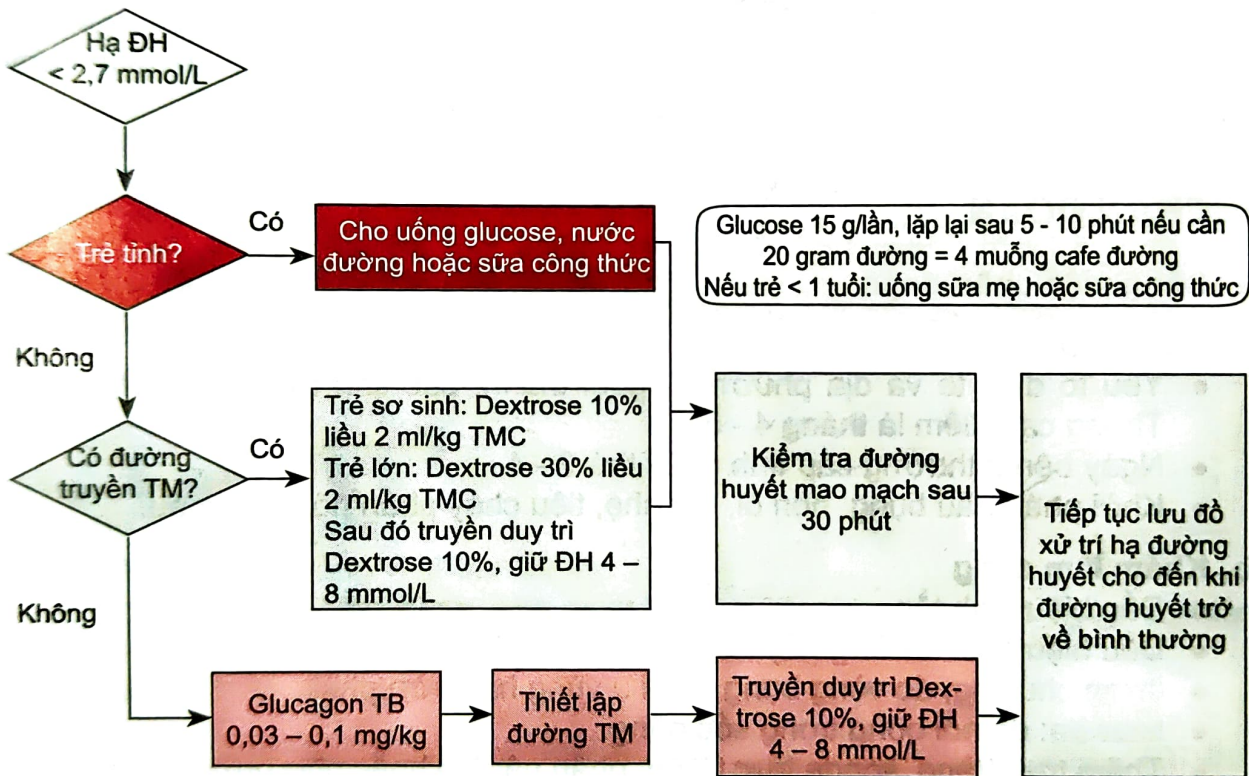 Hạ ĐH
< 2,7 mmol/L
Trẻ tỉnh?
Có
Cho uống glucose, nước
đường hoặc sữa công thức
Glucose 15 g/lần, lặp lại sau 5 - 10 phút nếu cần
20 gram đường = 4 muỗng cafe đường
Nếu trẻ < 1 tuổi: uống sữa mẹ hoặc sữa công thức
Không
Có đường
truyền TM?
Có
Trẻ sơ sinh: Dextrose 10%
liều 2 ml/kg TMC
Trẻ lớn: Dextrose 30% liều
2 ml/kg TMC
Sau đó truyền duy trì
Dextrose 10%, giữ ĐH 4 –
8 mmol/L
Kiểm tra đường
huyết mao mạch sau
30 phút
Tiếp tục lưu đồ
xử trí hạ đường
huyết cho đến khi
đường huyết trở
về bình thường
Không
Glucagon TB
0,03 – 0,1 mg/kg
Thiết lập
đường TM
Truyền duy trì Dex-
trose 10%, giữ ĐH
4 – 8 mmol/L